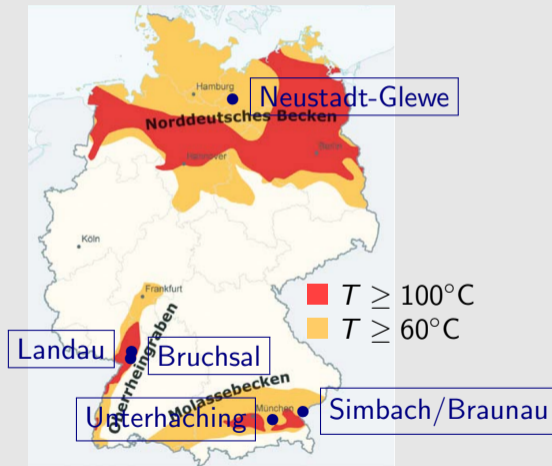 Hamburg
Neustadt-Glewe
Norddeutsches Becken
Berlin
Hannover
Köln
Frankfurt
T ≥ 100°C
T ≥ 60°C
Landau
Bruchsal
Oberrheingraben
Molassebecken
Unterhaching
München
Simbach/Braunau